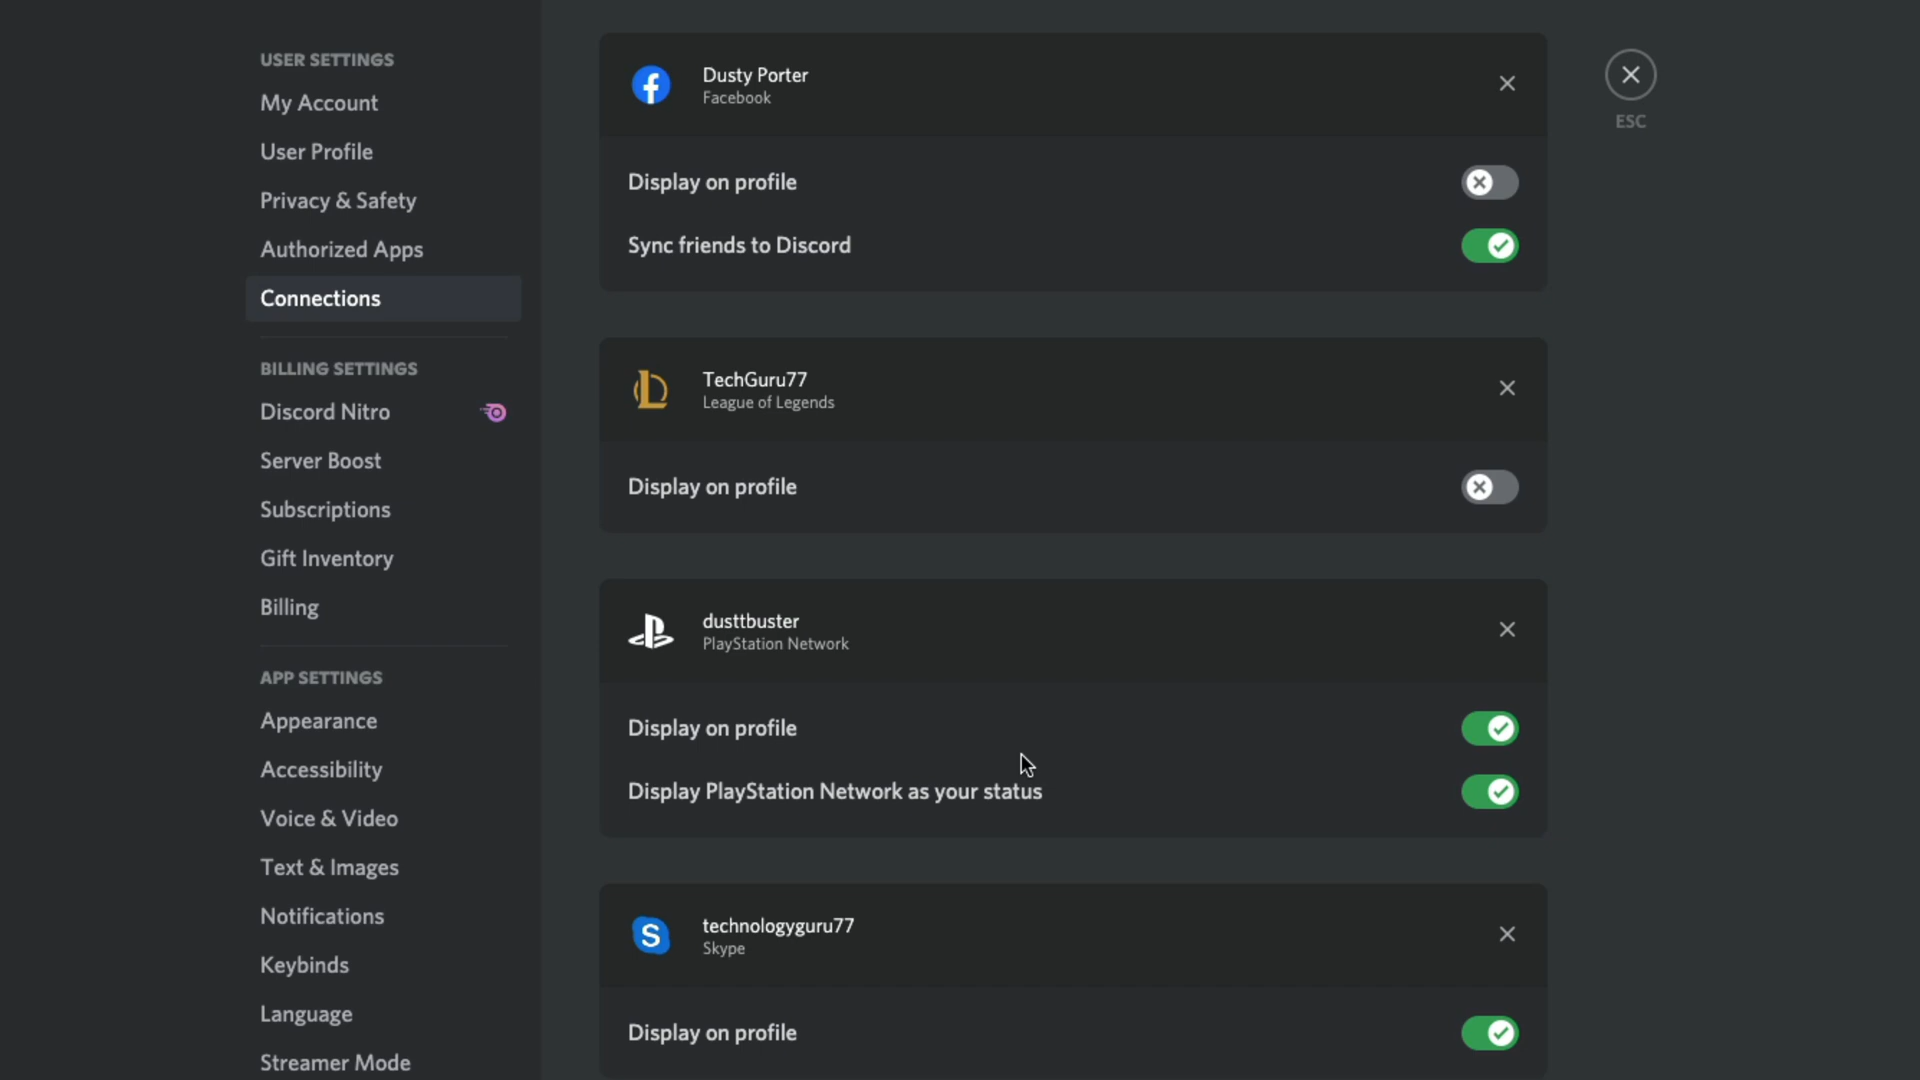 USER SETTINGS
My Account
User Profile
Privacy & Safety
Authorized Apps
Connections
BILLING SETTINGS
Discord Nitro
Server Boost
Subscriptions
Gift Inventory
Billing
APP SETTINGS
Appearance
Accessibility
Voice & Video
Text & Images
Notifications
Keybinds
Language
Streamer Mode
Dusty Porter
Facebook
Display on profile
Sync friends to Discord
TechGuru77
League of Legends
Display on profile
dusttbuster
PlayStation Network
Display on profile
Display PlayStation Network as your status
technologyguru77
Skype
Display on profile
ESC